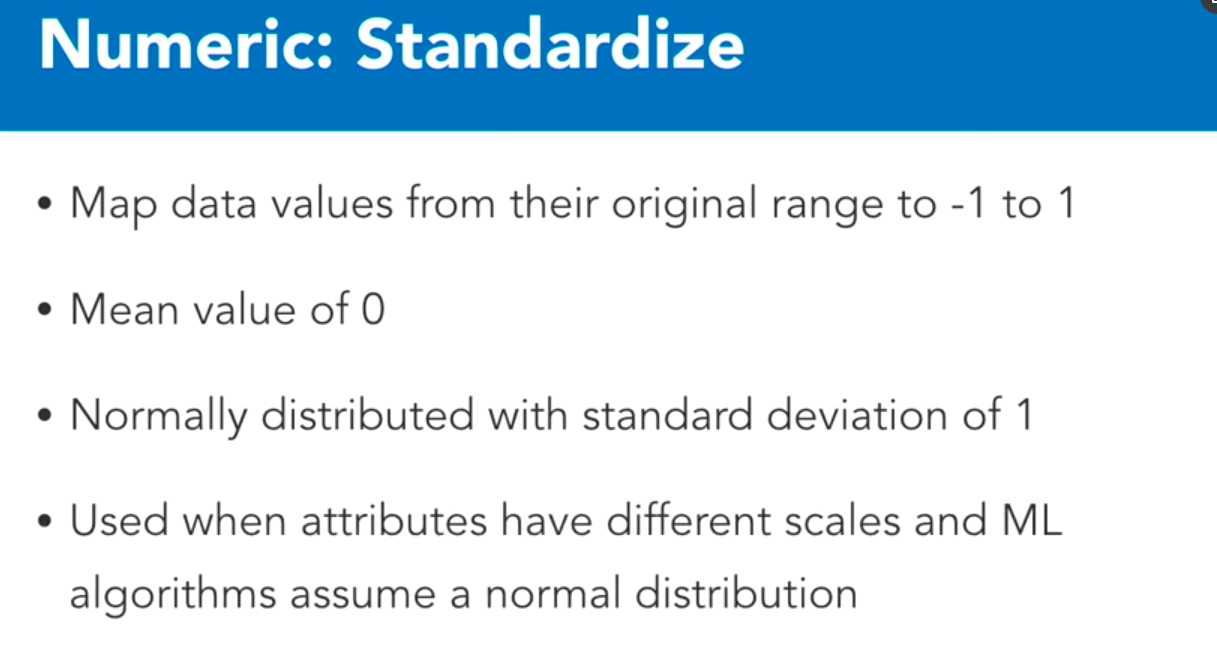 Numeric: Standardize
• Map data values from their original range to -1 to 1
• Mean value of 0
• Normally distributed with standard deviation of 1
• Used when attributes have different scales and ML
algorithms assume a normal distribution